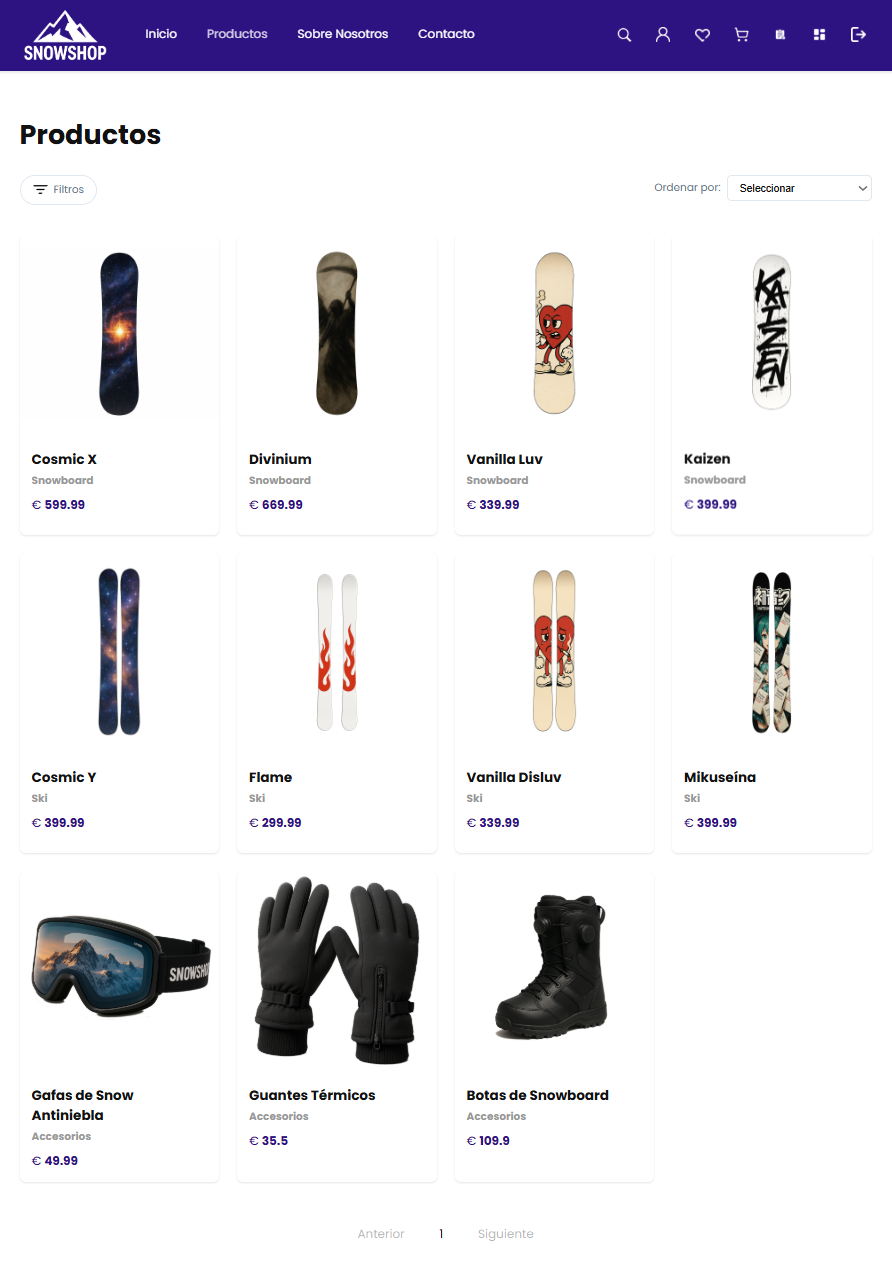 SNOWSHOP
Inicio
Productos
Sobre Nosotros
Contacto
Productos
Filtros
Ordenar por:
Seleccionar
KAIZEN
Cosmic X
Snowboard
€ 599.99
Divinium
Snowboard
€ 669.99
Vanilla Luv
Snowboard
€ 339.99
Kaizen
Snowboard
€ 399.99
Cosmic Y
Ski
€ 399.99
Flame
Ski
€ 299.99
Vanilla Disluv
Ski
€ 339.99
Mikuseína
Ski
€ 399.99
SNOWSHOP
Gafas de Snow
Antiniebla
Accesorios
€ 49.99
Guantes Térmicos
Accesorios
€ 35.5
Botas de Snowboard
Accesorios
€ 109.9
Anterior
1
Siguiente